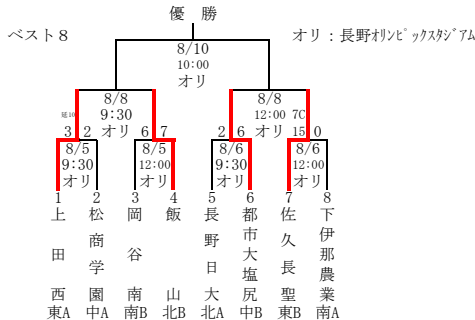 優 勝
ベスト８
オリ：長野ｵﾘﾝﾋﾟｯｸｽﾀｼﾞｱﾑ
8/10
10:00
オリ
8/8
9:30
オリ
8/8
12:00
オリ
延10
7C
3 2 6 7 2 6 15 0
8/5
9:30
オリ
8/5
12:00
オリ
8/6
9:30
オリ
8/6
12:00
オリ
1 2 3 4 5 6 7 8
上田西
東A
松商学園
中A
岡谷南
南B
飯山
北B
長野日大
北A
都市大塩尻
中B
佐久長聖
東B
下伊那農業
南A